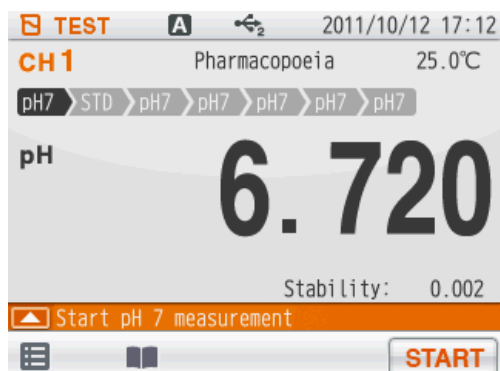 TEST A 2 2011/10/12 17:12
CH1 Pharmacopoeia 25.0℃
pH7 STD pH7 pH7 pH7 pH7 pH7
pH 6.720
Stability: 0.002
Start pH 7 measurement
START